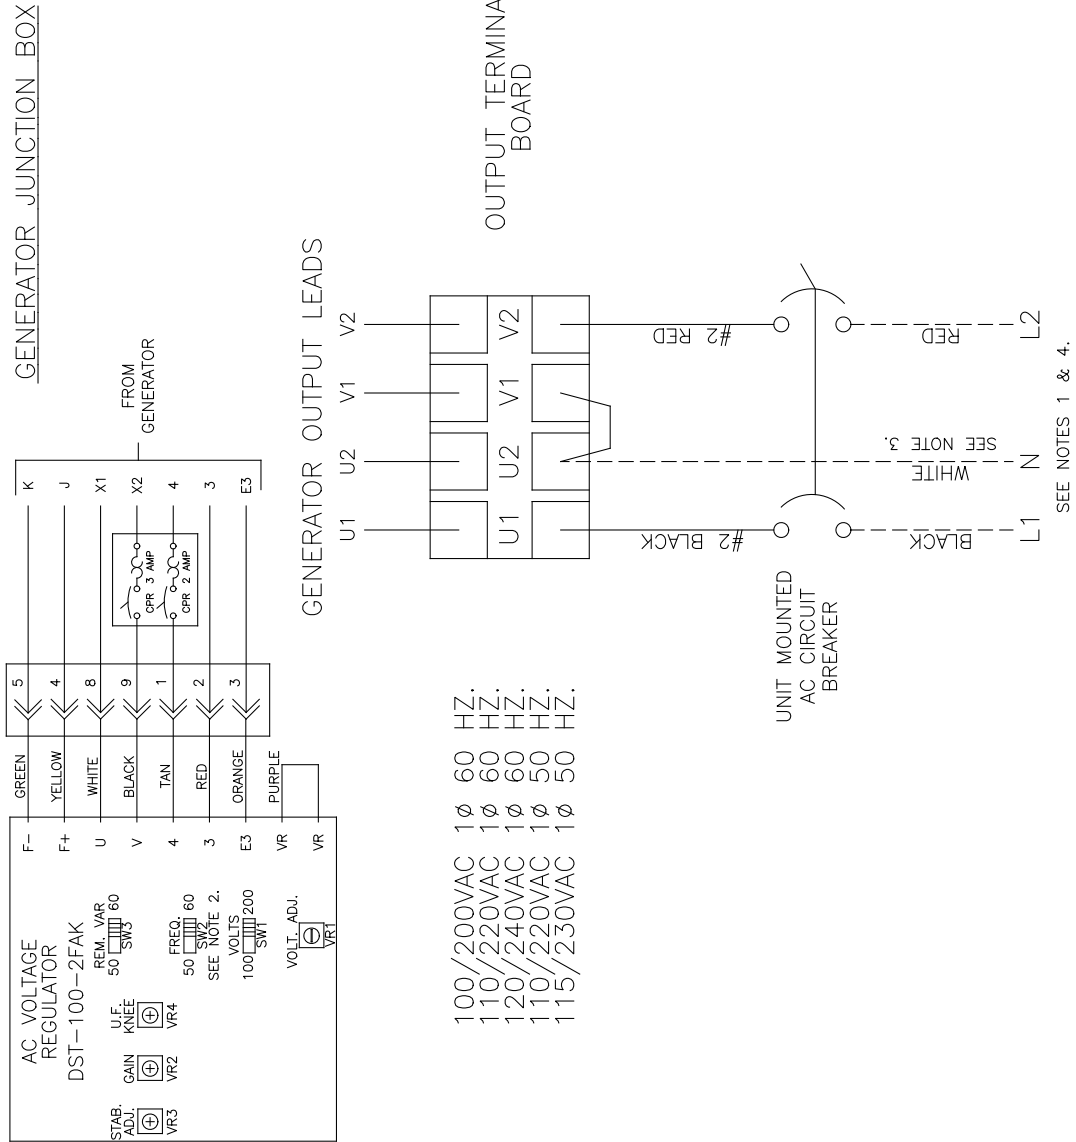 GENERATOR JUNCTION BOX
AC VOLTAGE
REGULATOR
DST-100-2FAK
STAB.
ADJ.
VR3
GAIN
VR2
U.F.
KNEE
VR4
REM. VAR
50 60
SW3
FREQ.
50 60
SW2
SEE NOTE 2.
VOLTS
100 200
SW1
VOLT. ADJ.
VR1
F- GREEN 5 K
F+ YELLOW 4 J
U WHITE 8 X1
V BLACK 9 CPR 3 AMP X2
4 TAN 1 CPR 2 AMP 4
3 RED 2 3
E3 ORANGE 3 E3
VR PURPLE
VR
FROM
GENERATOR
GENERATOR OUTPUT LEADS
U1 U2 V1 V2
U1 U2 V1 V2
OUTPUT TERMINA
BOARD
#2 BLACK
#2 RED
UNIT MOUNTED
AC CIRCUIT
BREAKER
BLACK
WHITE
SEE NOTE 3.
RED
L1 N L2
SEE NOTES 1 & 4.
100/200VAC 1Ø 60 HZ.
110/220VAC 1Ø 60 HZ.
120/240VAC 1Ø 60 HZ.
110/220VAC 1Ø 50 HZ.
115/230VAC 1Ø 50 HZ.